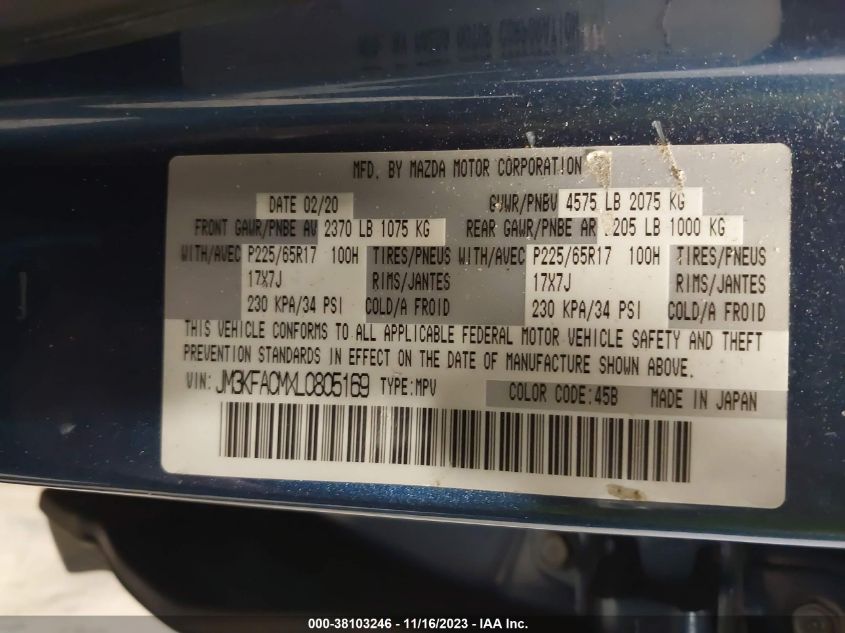 MFD. BY MAZDA MOTOR CORPORATION
DATE 02/20 GVWR/PNBV 4575 LB 2075 KG
FRONT GAWR/PNBE AV 2370 LB 1075 KG REAR GAWR/PNBE AR 205 LB 1000 KG
WITH/AVEC P225/65R17 100H TIRES/PNEUS WITH/AVEC P225/65R17 100H TIRES/PNEUS
17X7J RIMS/JANTES 17X7J RIMS/JANTES
230 KPA/34 PSI COLD/A FROID 230 KPA/34 PSI COLD/A FROID
THIS VEHICLE CONFORMS TO ALL APPLICABLE FEDERAL MOTOR VEHICLE SAFETY AND THEFT
PREVENTION STANDARDS IN EFFECT ON THE DATE OF MANUFACTURE SHOWN ABOVE.
VIN: JM3KFACMXL0805169 TYPE:MPV COLOR CODE:45B MADE IN JAPAN
000-38103246 - 11/16/2023 - IAA Inc.